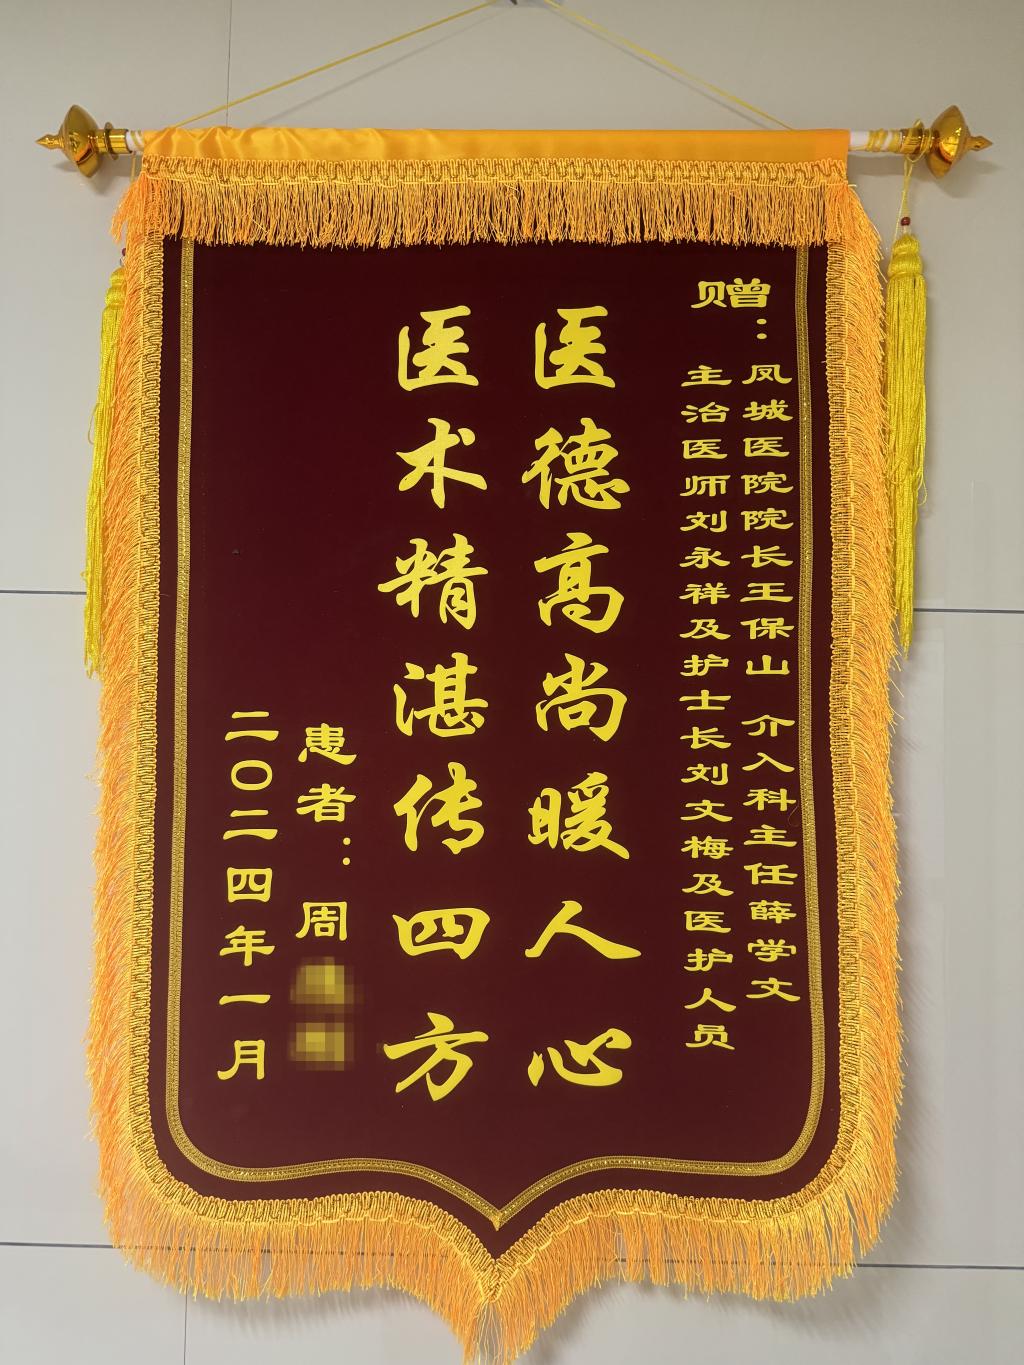 赠：
凤城医院院长王保山 介入科主任薛学文
主治医师刘永祥及护士长刘文梅及医护人员
医德高尚暖人心
医术精湛传四方
患者：周
二〇二四年一月